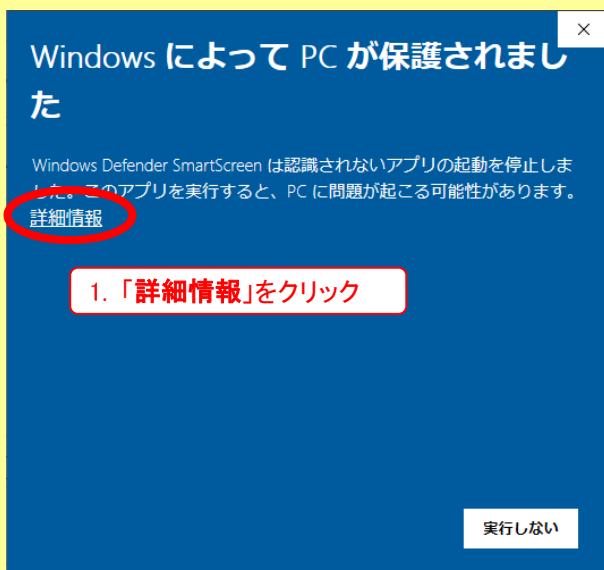 Windows によって PC が保護されまし
た
Windows Defender SmartScreen は認識されないアプリの起動を停止しま
した。このアプリを実行すると、PC に問題が起こる可能性があります。
詳細情報
1. 「詳細情報」をクリック
実行しない